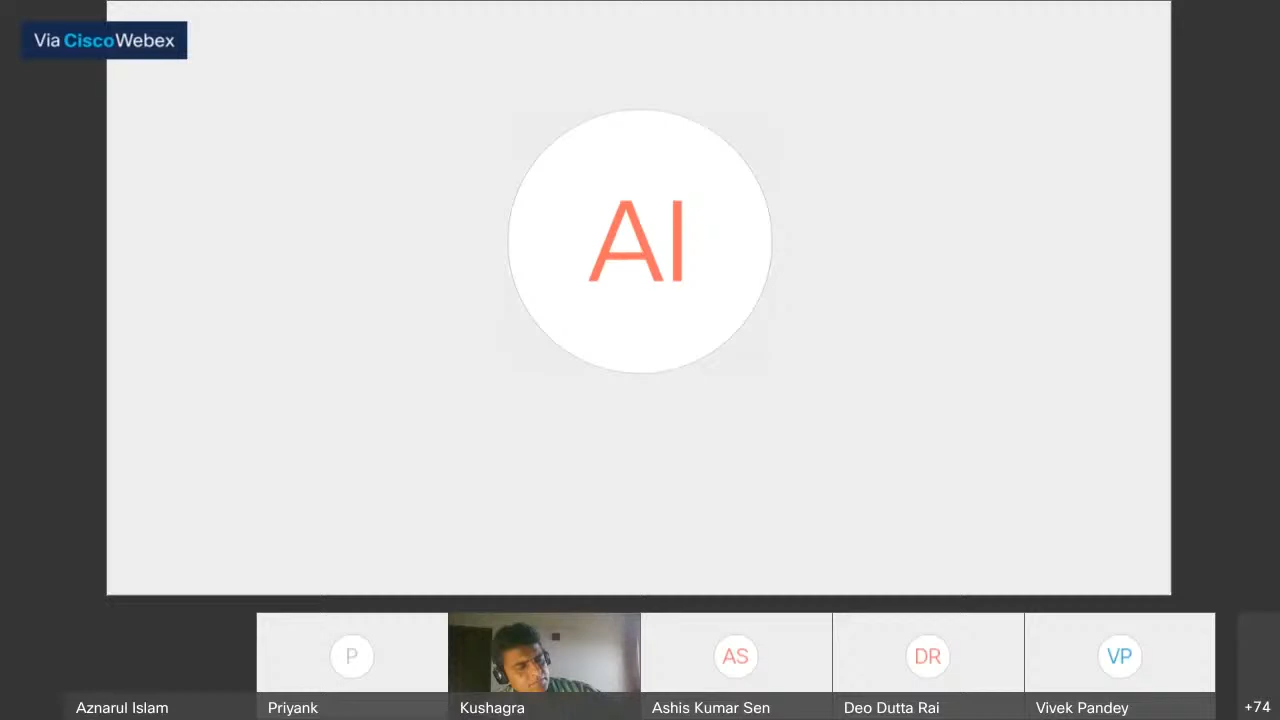 Via CiscoWebex
AI
P
AS
DR
VP
Aznarul Islam
Priyank
Kushagra
Ashis Kumar Sen
Deo Dutta Rai
Vivek Pandey
+74